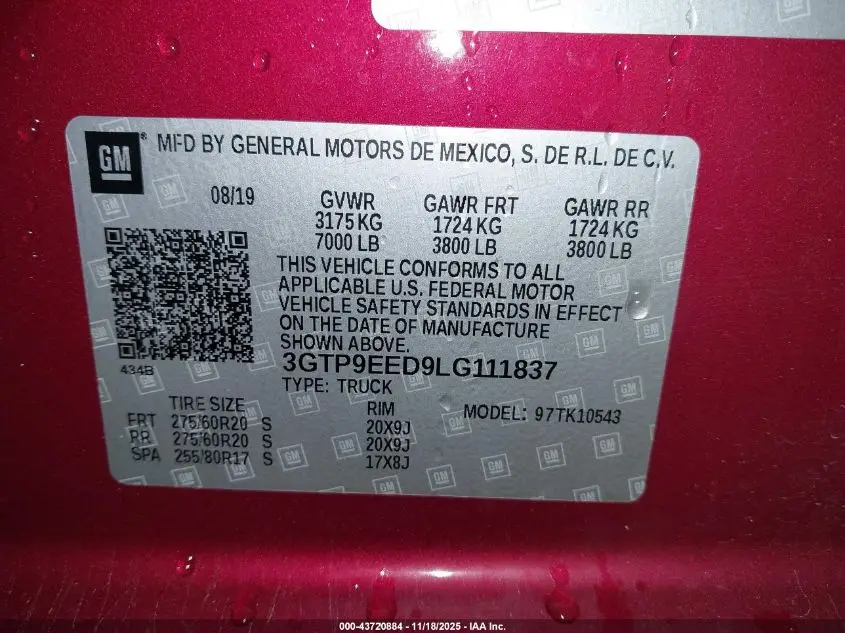 GM
® MFD BY GENERAL MOTORS DE MEXICO, S. DE R.L. DE C.V.
08/19
GVWR GAWR FRT GAWR RR
3175 KG 1724 KG 1724 KG
7000 LB 3800 LB 3800 LB
THIS VEHICLE CONFORMS TO ALL
APPLICABLE U.S. FEDERAL MOTOR
VEHICLE SAFETY STANDARDS IN EFFECT
ON THE DATE OF MANUFACTURE
SHOWN ABOVE.
434B
3GTP9EED9LG111837
TYPE: TRUCK
TIRE SIZE RIM MODEL: 97TK10543
FRT 275/60R20 S 20X9J
RR 275/60R20 S 20X9J
SPA 255/80R17 S 17X8J
000-43720884 | 11/18/2025 - IAA Inc.